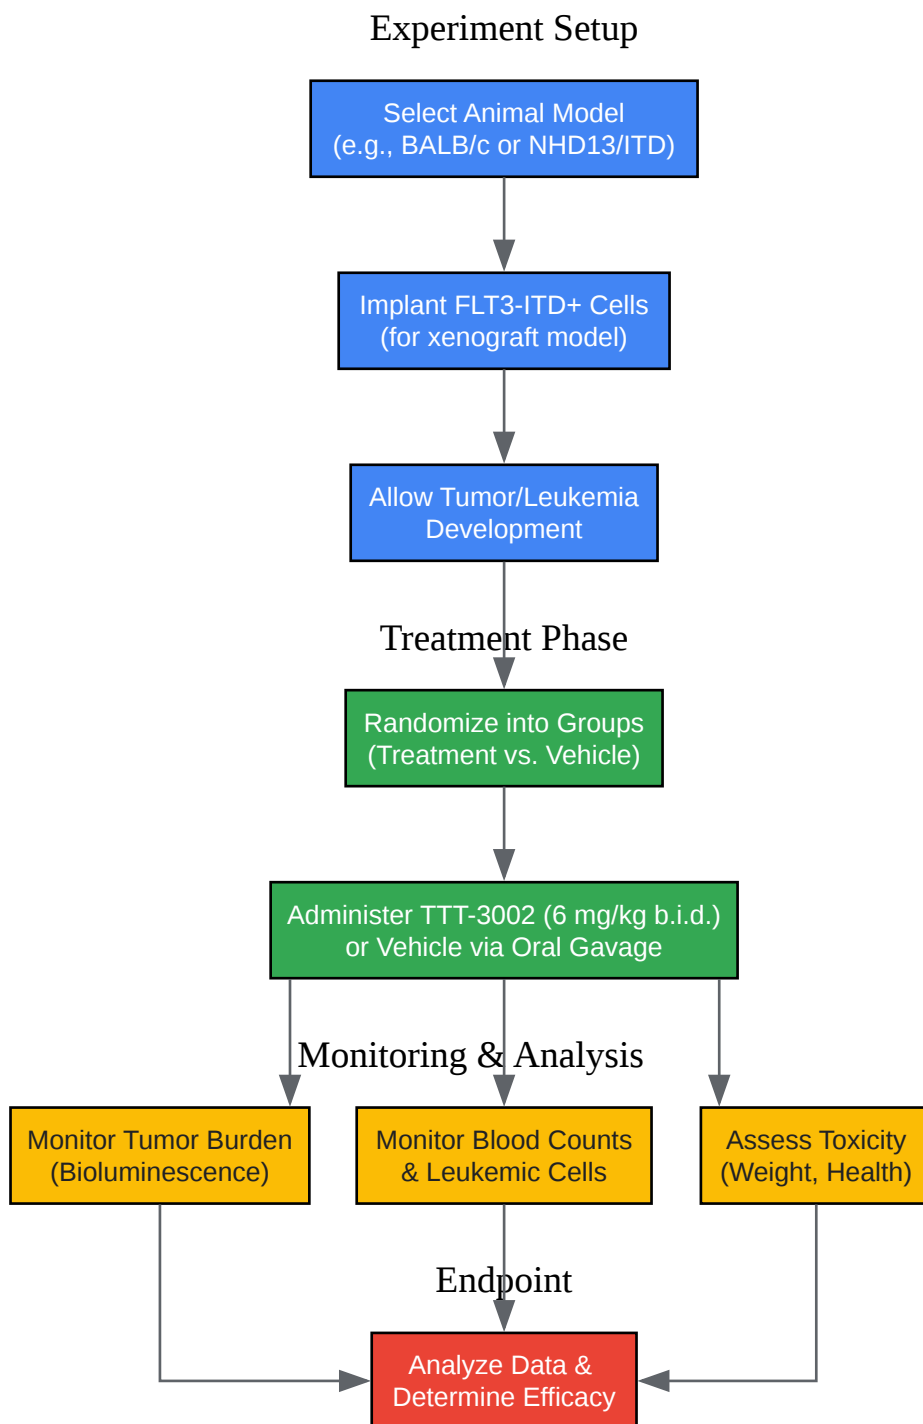 Experiment Setup
Select Animal Model
(e.g., BALB/c or NHD13/ITD)
Implant FLT3-ITD+ Cells
(for xenograft model)
Allow Tumor/Leukemia
Development
Treatment Phase
Randomize into Groups
(Treatment vs. Vehicle)
Administer TTT-3002 (6 mg/kg b.i.d.)
or Vehicle via Oral Gavage
Monitoring & Analysis
Monitor Tumor Burden
(Bioluminescence)
Monitor Blood Counts
& Leukemic Cells
Assess Toxicity
(Weight, Health)
Endpoint
Analyze Data &
Determine Efficacy